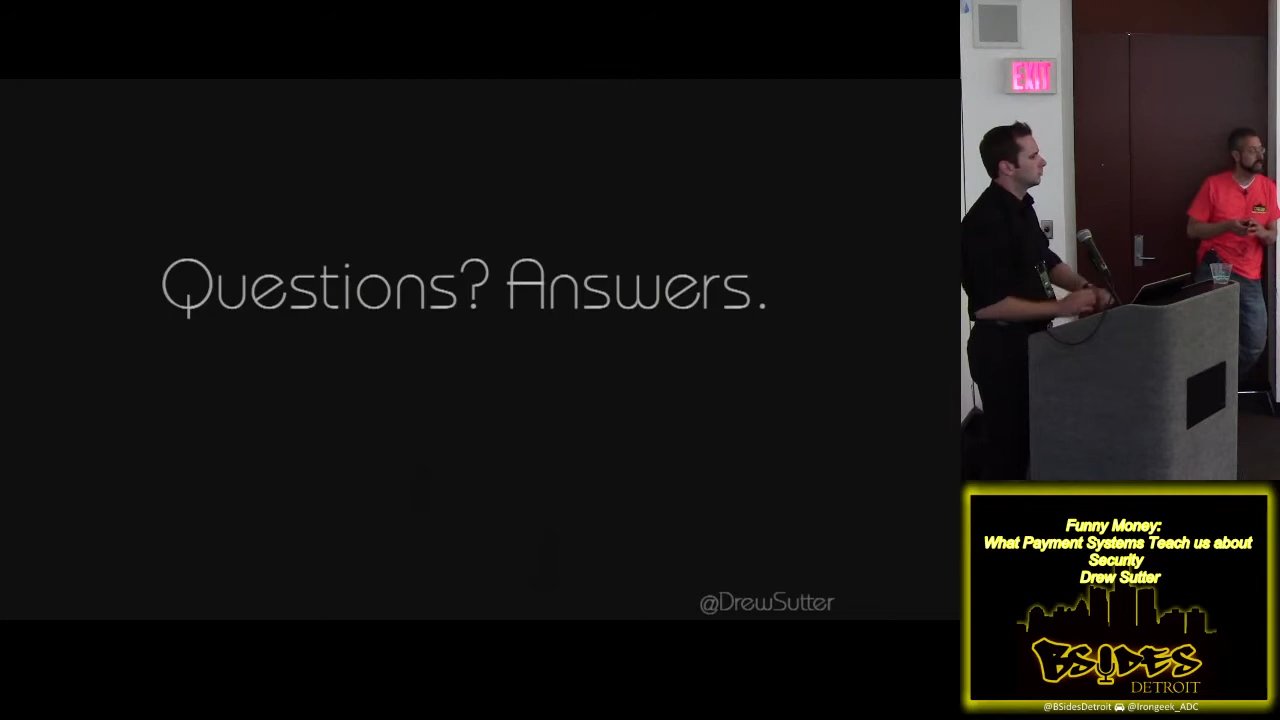 Questions? Answers.
@DrewSutter
EXIT
Funny Money:
What Payment Systems Teach us about
Security
Drew Sutter
BSIDES
DETROIT
@BSidesDetroit @Irongeek_ADC